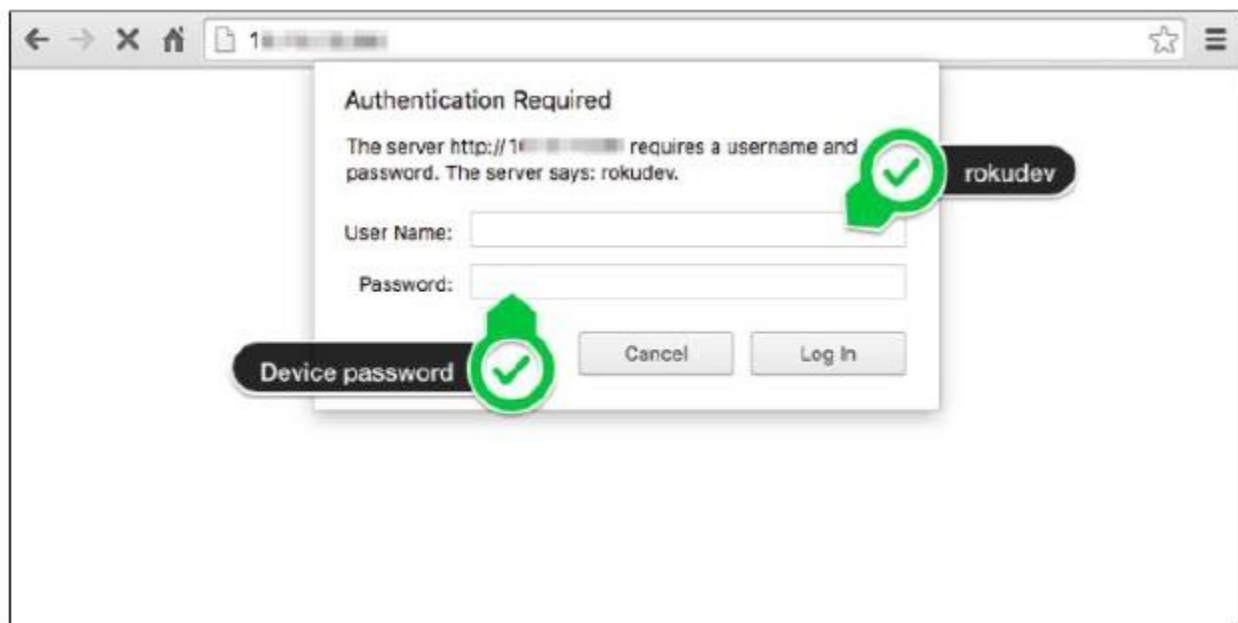 1
Authentication Required
The server http://1 requires a username and
password. The server says: rokudev.
rokudev
User Name:
Password:
Cancel
Log In
Device password